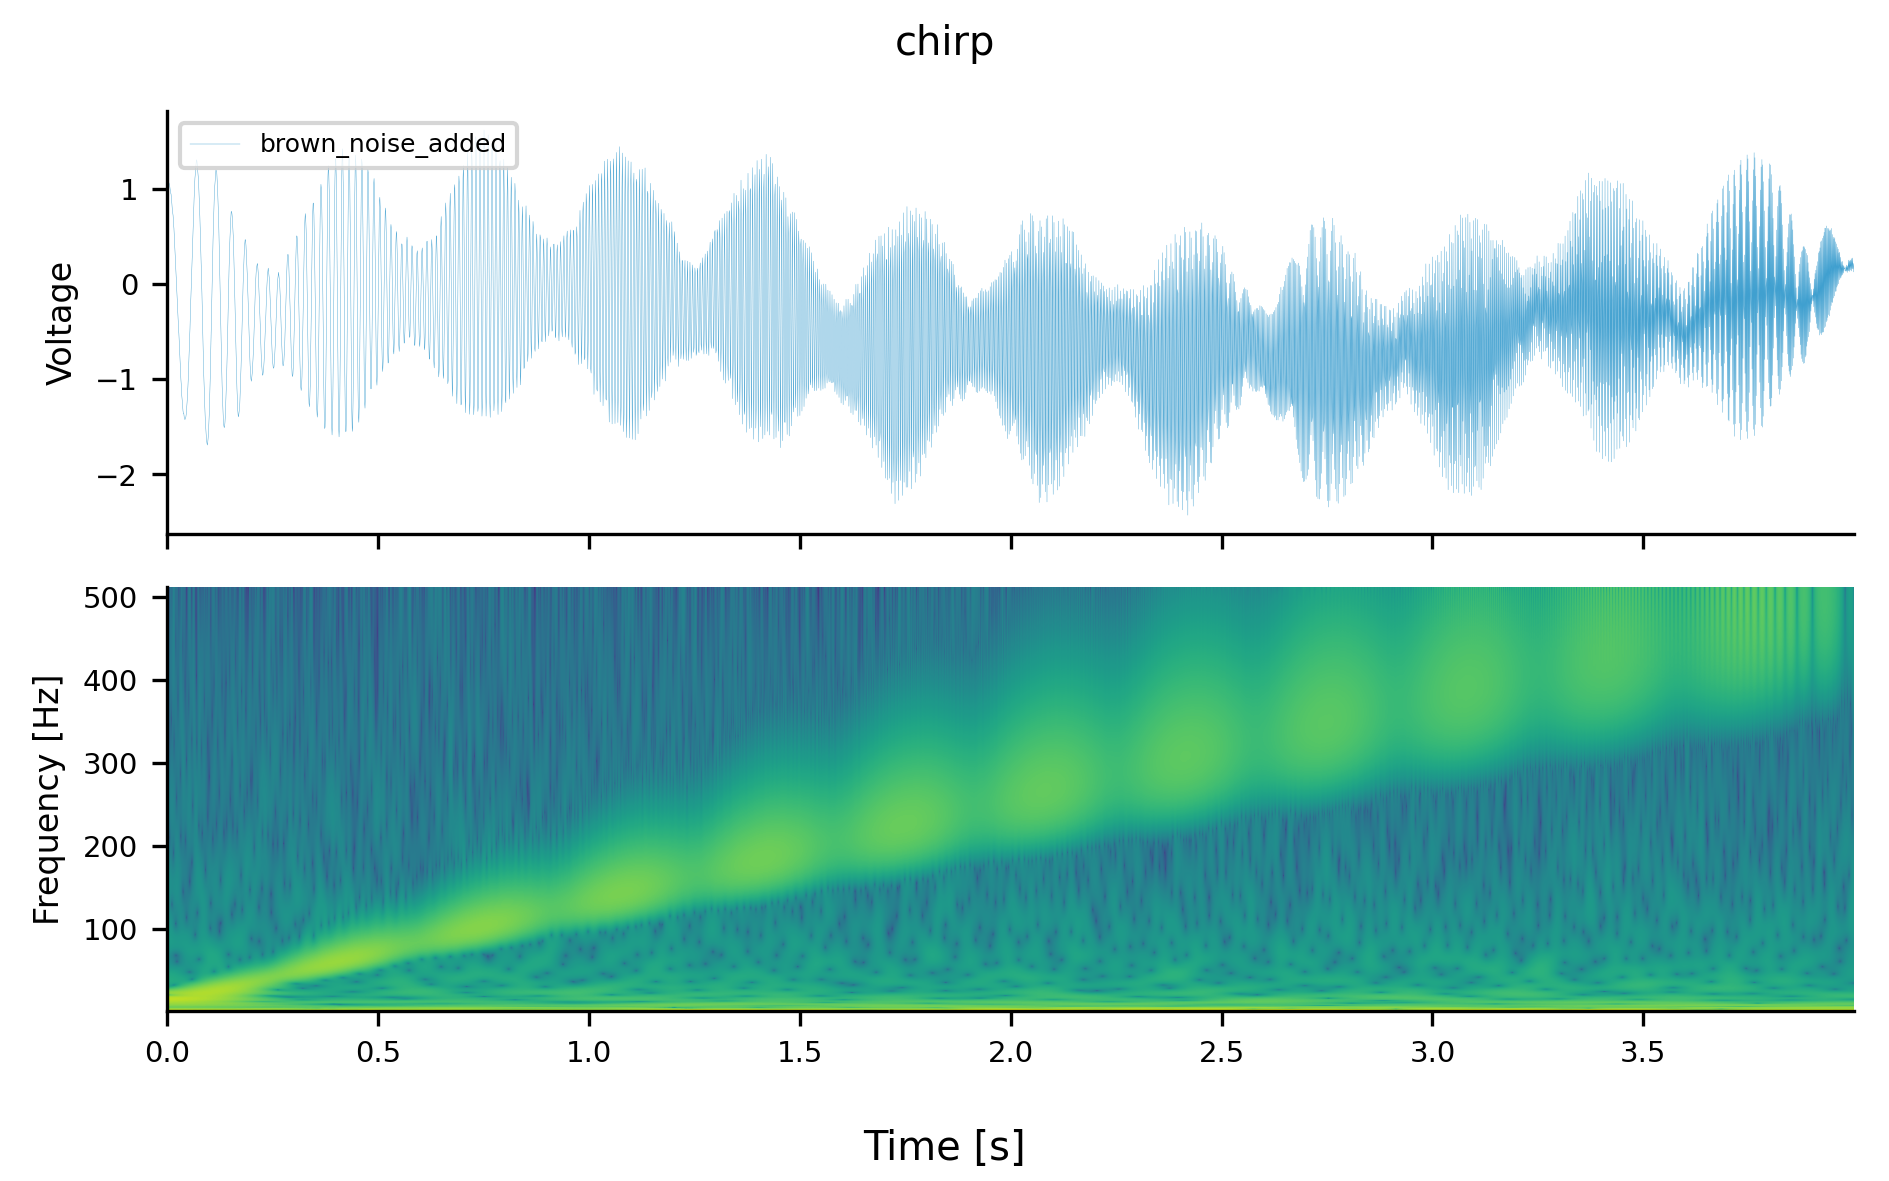 chirp
brown_noise_added
Voltage
1
0
−1
−2
Frequency [Hz]
500
400
300
200
100
0.0 0.5 1.0 1.5 2.0 2.5 3.0 3.5
Time [s]